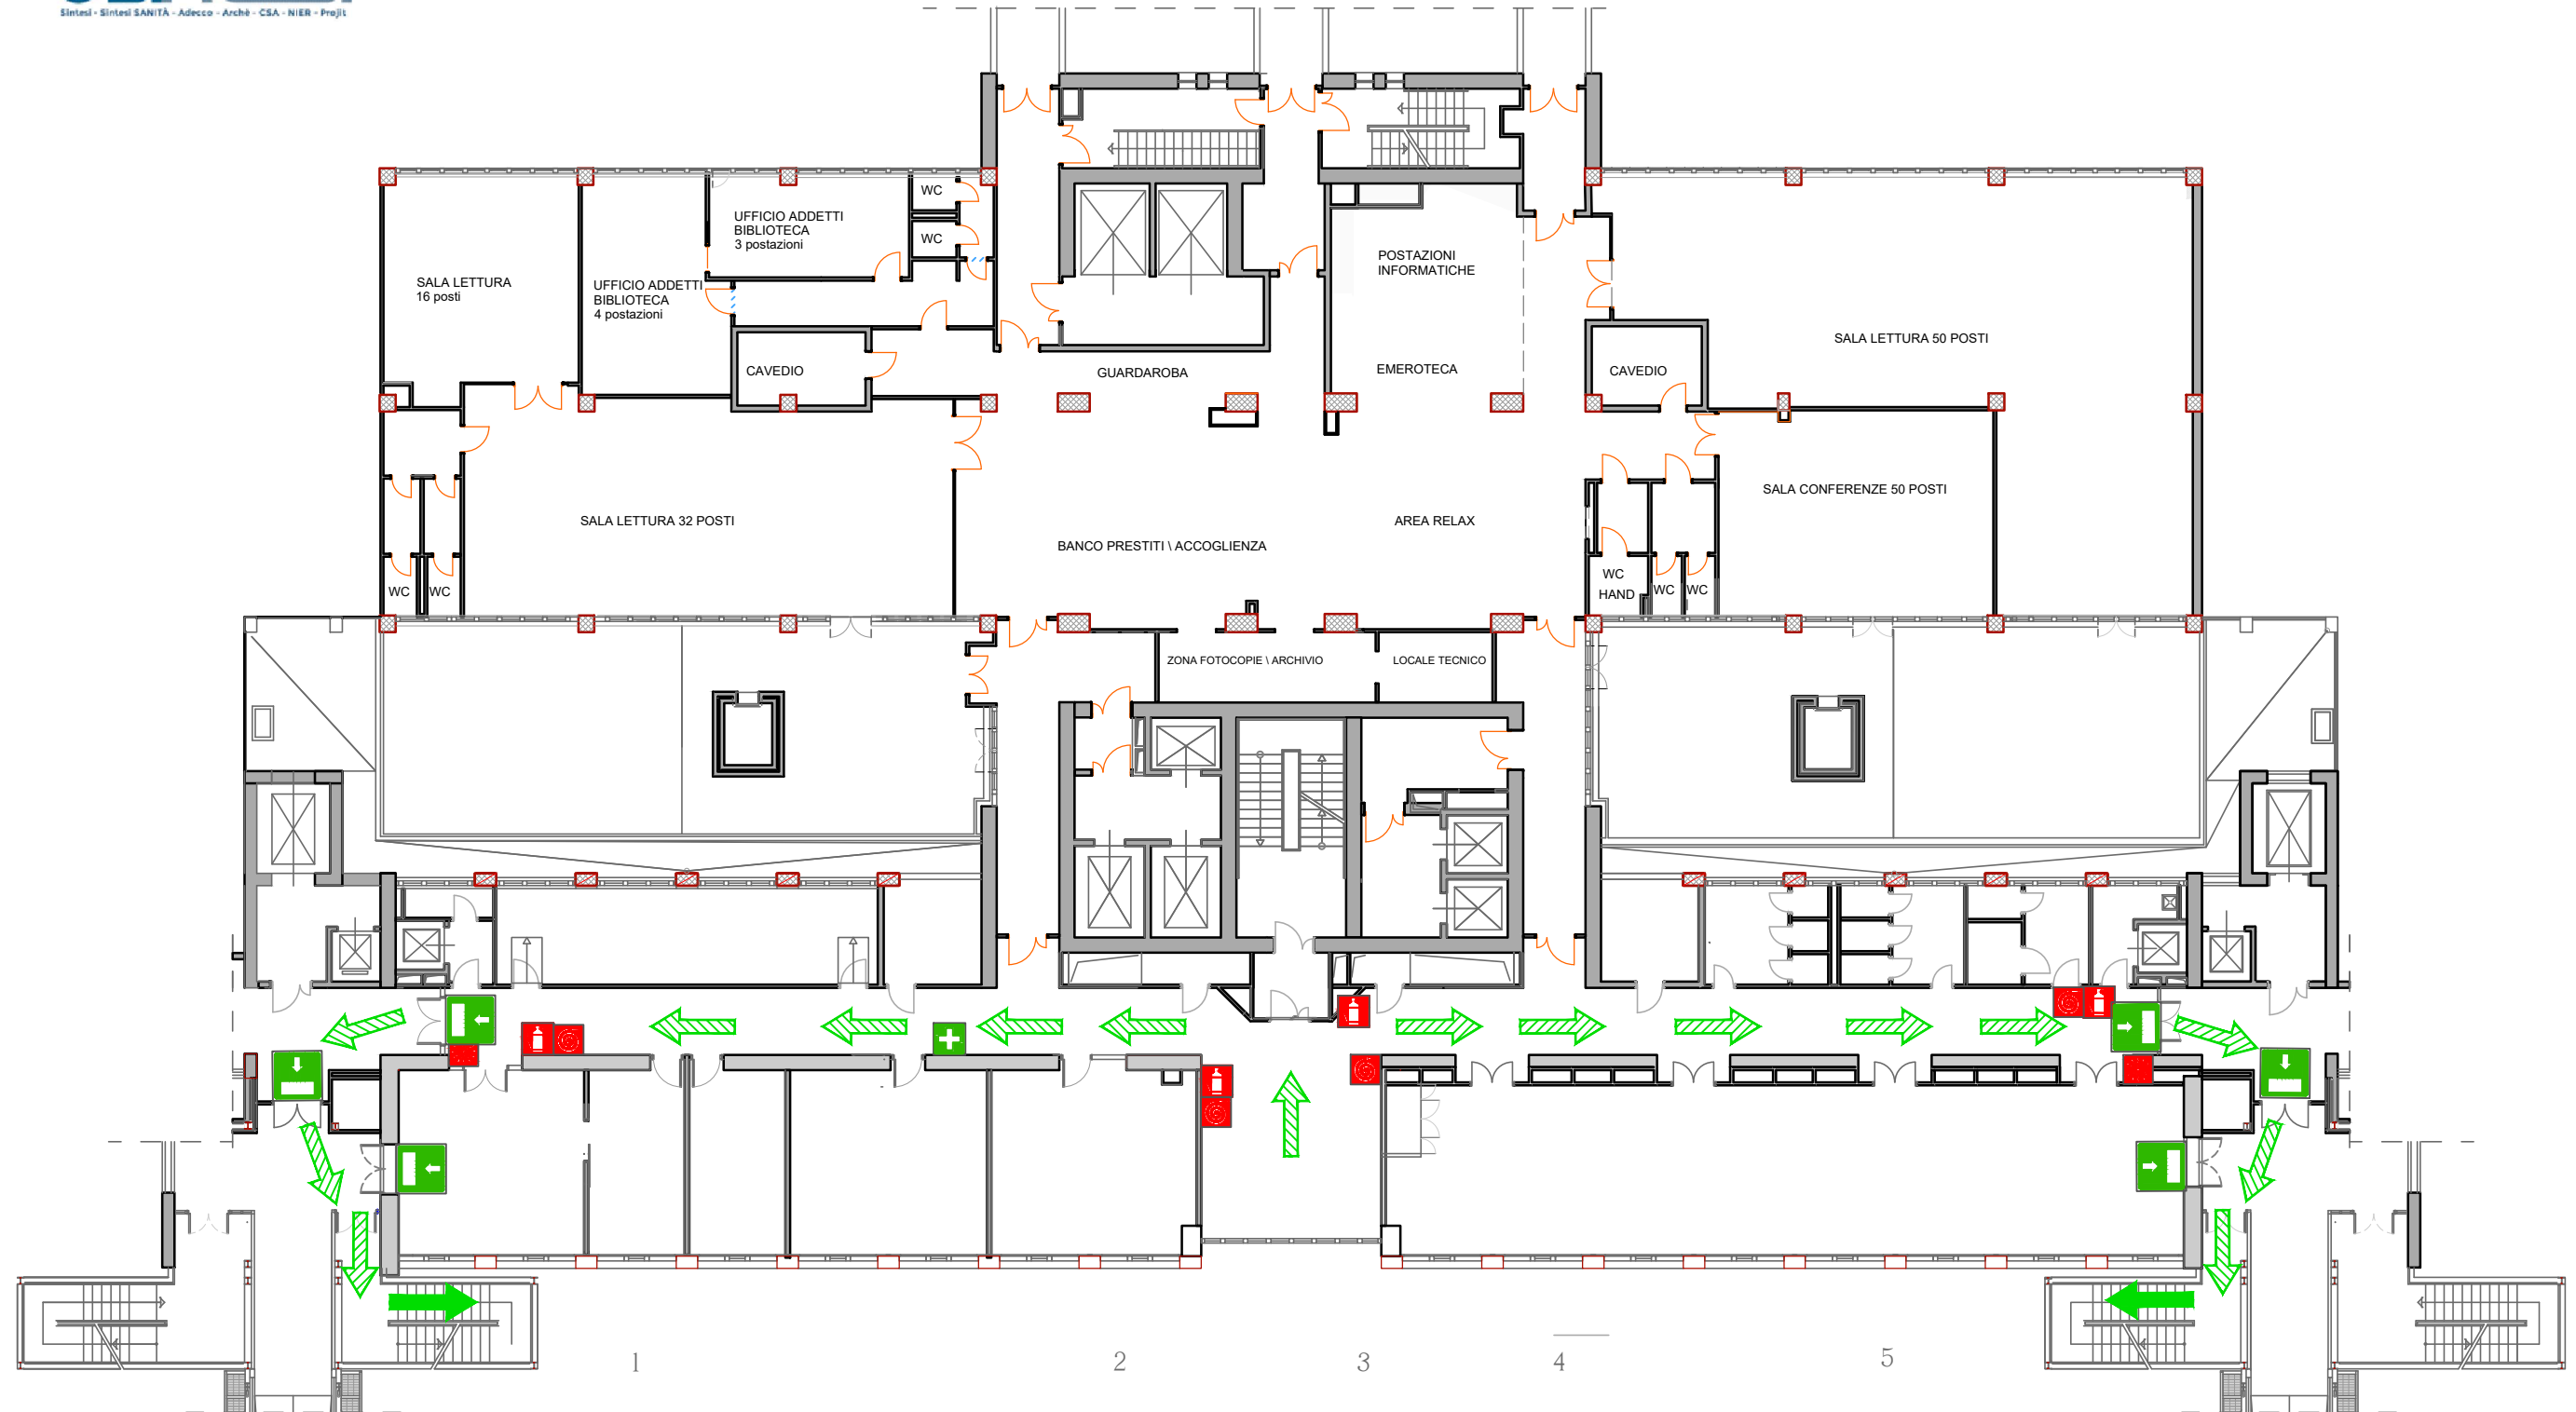 Sintesi - Sintesi SANITÀ - Adecco - Archè - CSA - NIER - Projit
WC
UFFICIO ADDETTI
BIBLIOTECA
3 postazioni
WC
POSTAZIONI
INFORMATICHE
SALA LETTURA
16 posti
UFFICIO ADDETTI
BIBLIOTECA
4 postazioni
SALA LETTURA 50 POSTI
CAVEDIO
GUARDAROBA
EMEROTECA
CAVEDIO
SALA CONFERENZE 50 POSTI
SALA LETTURA 32 POSTI
AREA RELAX
BANCO PRESTITI \ ACCOGLIENZA
WC
WC
WC
HAND
WC
WC
ZONA FOTOCOPIE \ ARCHIVIO
LOCALE TECNICO
1
2
3
4
5